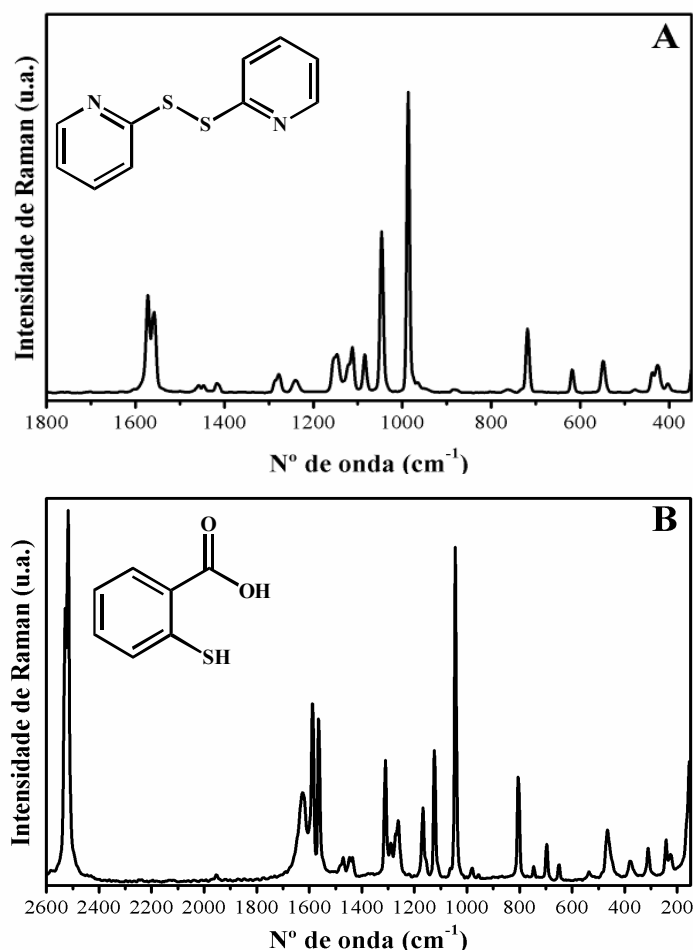 A
N
S
S
N
Intensidade de Raman (u.a.)
1800 1600 1400 1200 1000 800 600 400
Nº de onda (cm-1)
B
O
OH
SH
Intensidade de Raman (u.a.)
2600 2400 2200 2000 1800 1600 1400 1200 1000 800 600 400 200
Nº de onda (cm-1)